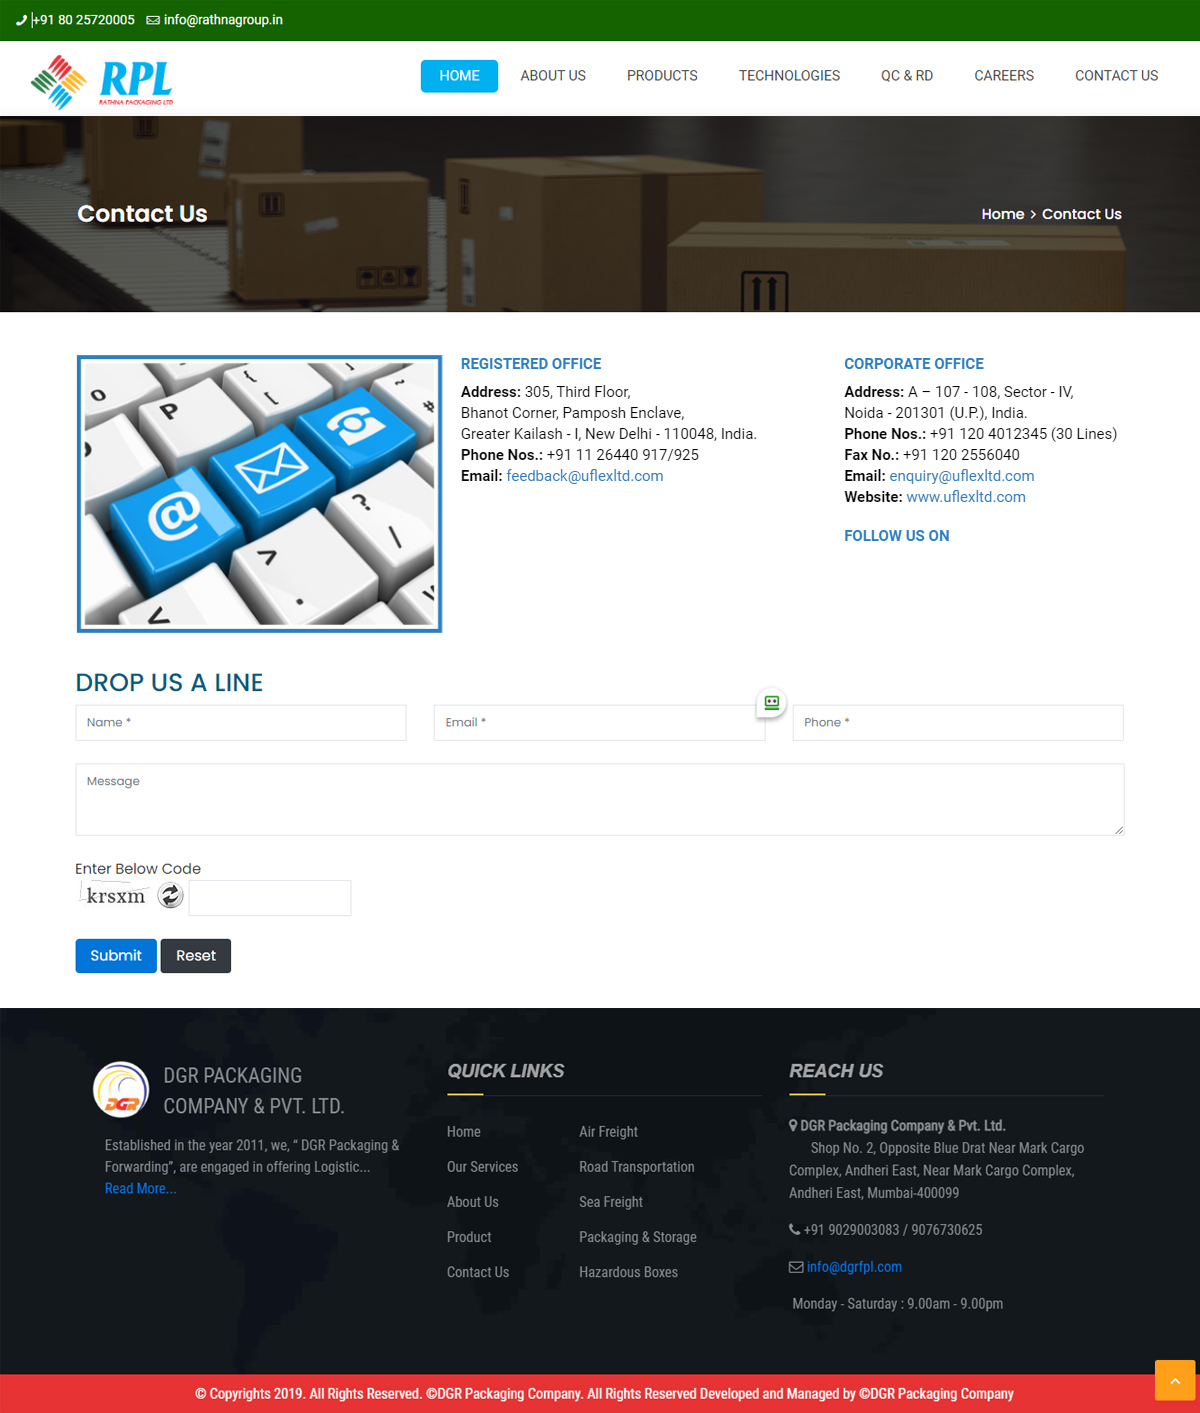 +91 80 25720005 info@rathnagroup.in
RPL
RATHNA PACKAGING LTD
HOME ABOUT US PRODUCTS TECHNOLOGIES QC & RD CAREERS CONTACT US
Contact Us
Home > Contact Us
REGISTERED OFFICE
Address: 305, Third Floor,
Bhanot Corner, Pamposh Enclave,
Greater Kailash - I, New Delhi - 110048, India.
Phone Nos.: +91 11 26440 917/925
Email: feedback@uflexltd.com
CORPORATE OFFICE
Address: A – 107 - 108, Sector - IV,
Noida - 201301 (U.P.), India.
Phone Nos.: +91 120 4012345 (30 Lines)
Fax No.: +91 120 2556040
Email: enquiry@uflexltd.com
Website: www.uflexltd.com
FOLLOW US ON
DROP US A LINE
Name * Email * Phone *
Message
Enter Below Code
krsxm
Submit Reset
DGR
DGR PACKAGING
COMPANY & PVT. LTD.
Established in the year 2011, we, “ DGR Packaging &
Forwarding”, are engaged in offering Logistic...
Read More...
QUICK LINKS
Home Air Freight
Our Services Road Transportation
About Us Sea Freight
Product Packaging & Storage
Contact Us Hazardous Boxes
REACH US
DGR Packaging Company & Pvt. Ltd.
Shop No. 2, Opposite Blue Drat Near Mark Cargo
Complex, Andheri East, Near Mark Cargo Complex,
Andheri East, Mumbai-400099
+91 9029003083 / 9076730625
info@dgrfpl.com
Monday - Saturday : 9.00am - 9.00pm
© Copyrights 2019. All Rights Reserved. ©DGR Packaging Company. All Rights Reserved Developed and Managed by ©DGR Packaging Company